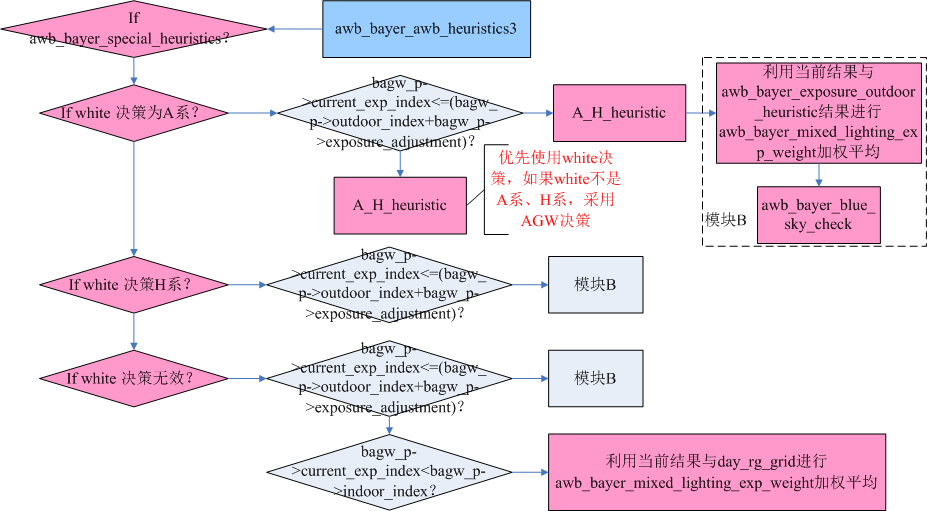 If
awb_bayer_special_heuristics?
awb_bayer_awb_heuristics3
If white 决策为A系?
bagw_p-
>current_exp_index<=(bagw_
p->outdoor_index+bagw_p-
>exposure_adjustment)?
A_H_heuristic
利用当前结果与
awb_bayer_exposure_outdoor
_heuristic结果进行
awb_bayer_mixed_lighting_ex
p_weight加权平均
A_H_heuristic
优先使用white决
策，如果white不是
A系、H系，采用
AGW决策
模块B
awb_bayer_blue_
sky_check
If white 决策H系?
bagw_p-
>current_exp_index<=(bagw_
p->outdoor_index+bagw_p-
>exposure_adjustment)?
模块B
If white 决策无效?
bagw_p-
>current_exp_index<=(bagw_
p->outdoor_index+bagw_p-
>exposure_adjustment)?
模块B
bagw_p-
>current_exp_index<bagw_p-
>indoor_index?
利用当前结果与day_rg_grid进行
awb_bayer_mixed_lighting_exp_weight加权平均